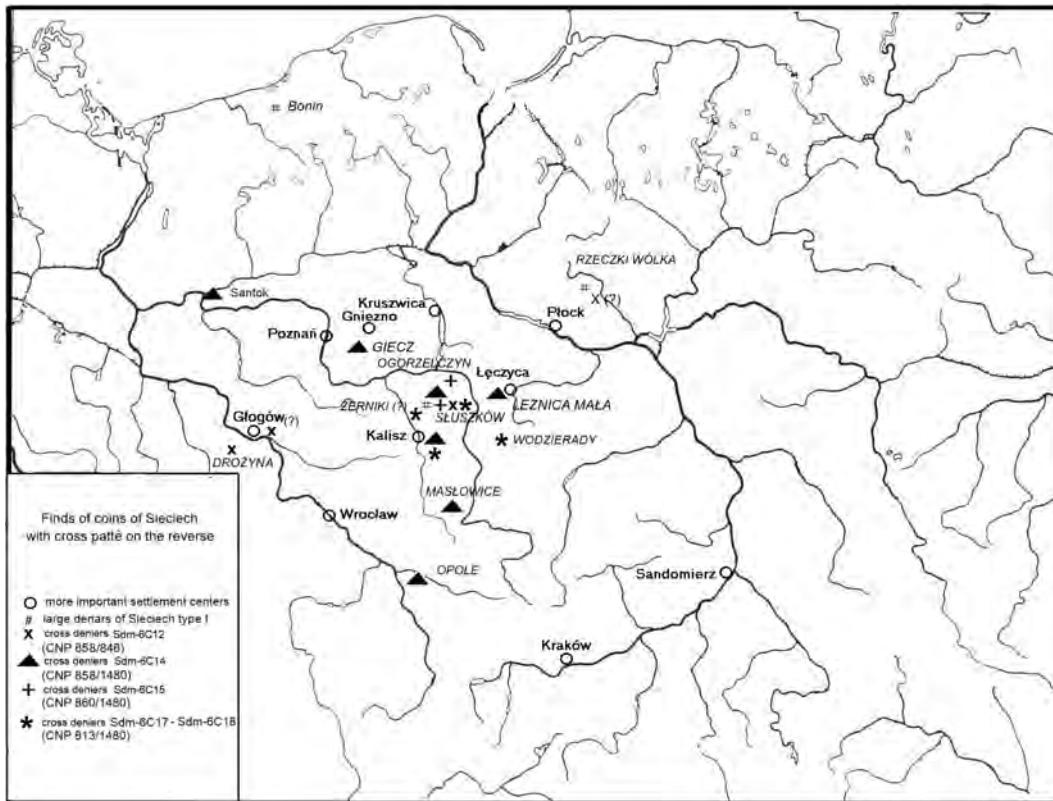 # Bonin
RZECZKI WÓLKA
# X (?)
Santok
Kruszwica
Gniezno
Płock
Poznań
GIECZ
OGORZELCZYN
Łęczyca
ŻERNIKI (?) # + X *
LEZNICA MAŁA
SŁUSZKÓW
Głogów (?)
X
Kalisz
* WODZIERADY
X
DROŻYNA
MASŁOWICE
Wrocław
OPOLE
Sandomierz
Kraków
Finds of coins of Sieciech
with cross pattè on the reverse
more important settlement centers
# large denars of Sieciech type I
X cross deniers Sdm-6C12
(CNP 858/848)
▲ cross deniers Sdm-6C14
(CNP 858/1480)
+ cross deniers Sdm-6C15
(CNP 860/1480)
* cross deniers Sdm-6C17 - Sdm-6C18
(CNP 813/1480)